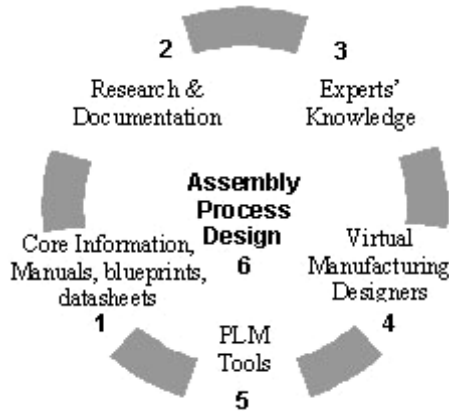 2
Research &
Documentation
3
Experts'
Knowledge
Assembly
Process
Design
6
Core Information,
Manuals, blueprints,
datasheets
1
Virtual
Manufacturing
Designers
4
PLM
Tools
5